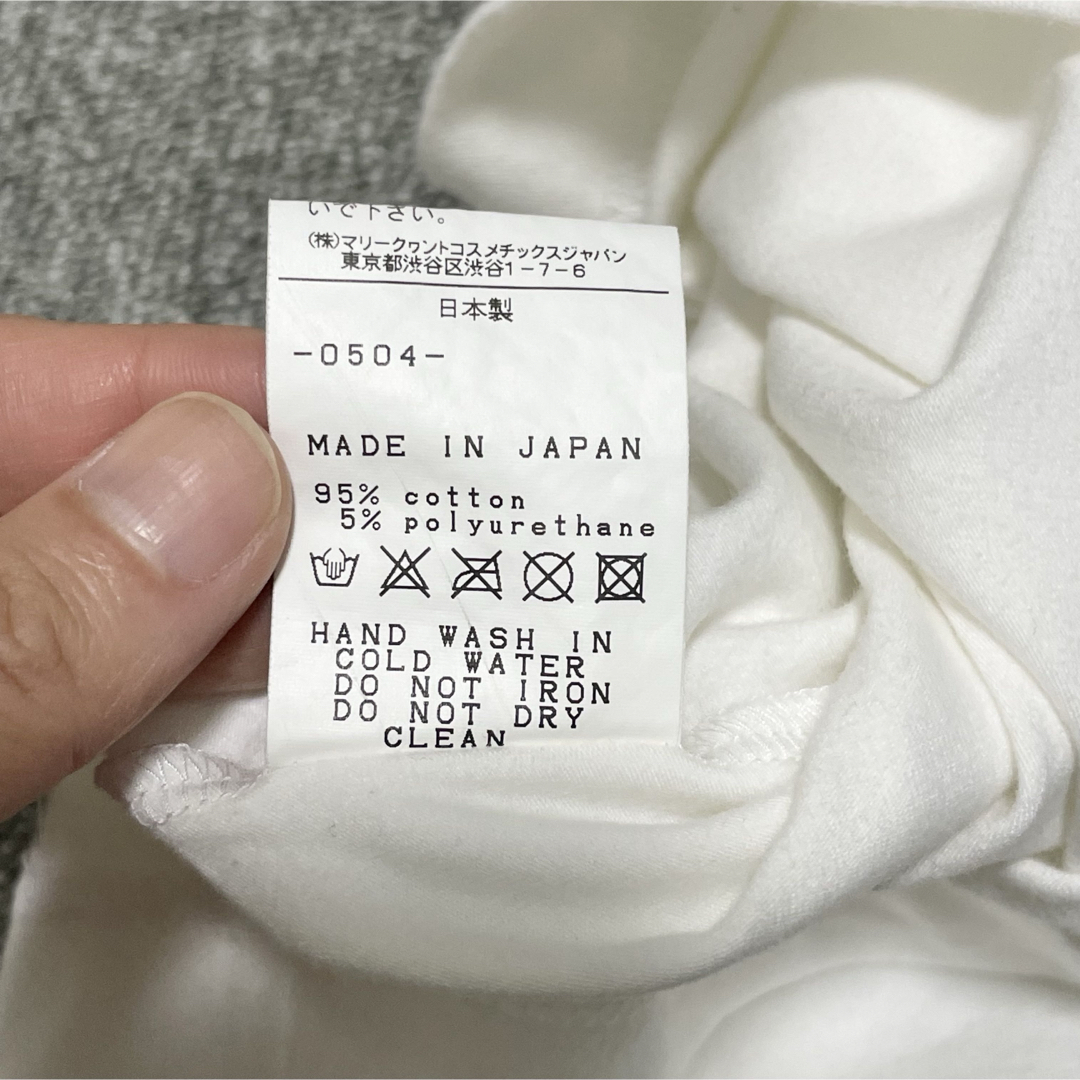 いで下さい。
(株)マリークヮントコスメチックスジャパン
東京都渋谷区渋谷1-7-6
日本製
-0504-
MADE IN JAPAN
95% cotton
5% polyurethane
HAND WASH IN
COLD WATER
DO NOT IRON
DO NOT DRY
CLEAN